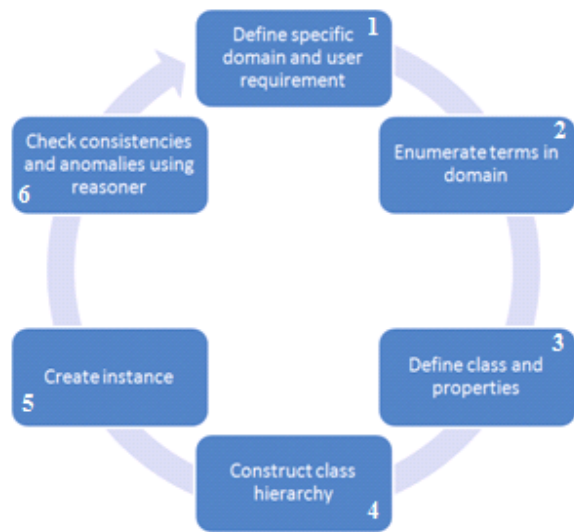 1
Define specific
domain and user
requirement
2
Enumerate terms in
domain
3
Define class and
properties
Construct class
hierarchy
4
Create instance
5
Check consistencies
and anomalies using
reasoner
6